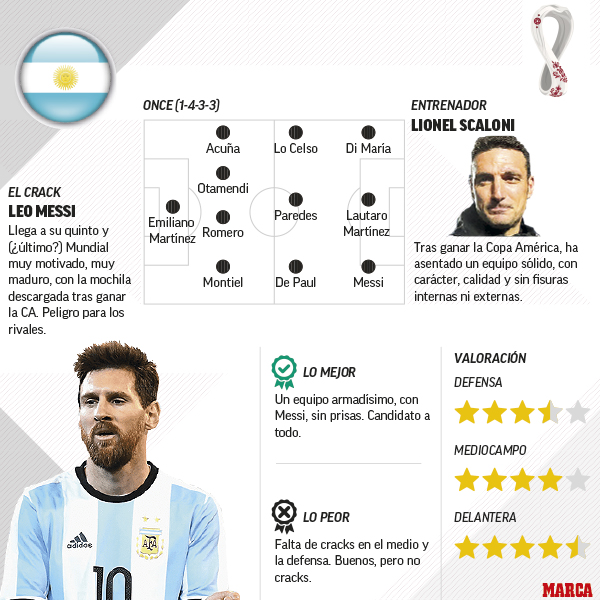 ONCE (1-4-3-3)
Acuña
Lo Celso
Di María
Otamendi
Emiliano
Martínez
Romero
Paredes
Lautaro
Martínez
Montiel
De Paul
Messi
ENTRENADOR
LIONEL SCALONI
Tras ganar la Copa América, ha
asentado un equipo sólido, con
carácter, calidad y sin fisuras
internas ni externas.
EL CRACK
LEO MESSI
Llega a su quinto y
(¿último?) Mundial
muy motivado, muy
maduro, con la mochila
descargada tras ganar
la CA. Peligro para los
rivales.
adidas
AFA
10
LO MEJOR
Un equipo armadísimo, con
Messi, sin prisas. Candidato a
todo.
LO PEOR
Falta de cracks en el medio y
la defensa. Buenos, pero no
cracks.
VALORACIÓN
DEFENSA
MEDIOCAMPO
DELANTERA
MARCA